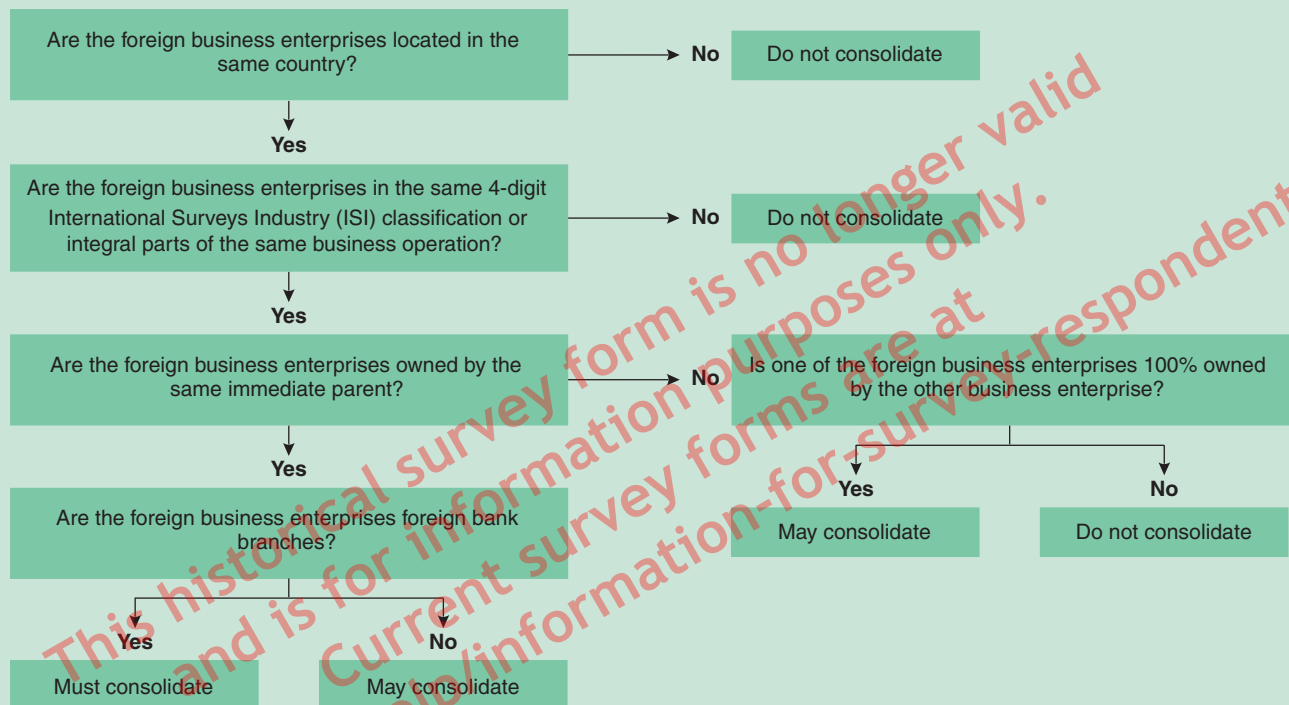 Are the foreign business enterprises located in the
same country?
No
Do not consolidate
Yes
Are the foreign business enterprises in the same 4-digit
International Surveys Industry (ISI) classification or
integral parts of the same business operation?
No
Do not consolidate
Yes
Are the foreign business enterprises owned by the
same immediate parent?
No
Is one of the foreign business enterprises 100% owned
by the other business enterprise?
Yes
No
May consolidate
Do not consolidate
Yes
Are the foreign business enterprises foreign bank
branches?
Yes
No
Must consolidate
May consolidate
This historical survey form is no longer valid
and is for information purposes only.
Current survey forms are at
/information-for-survey-respondent